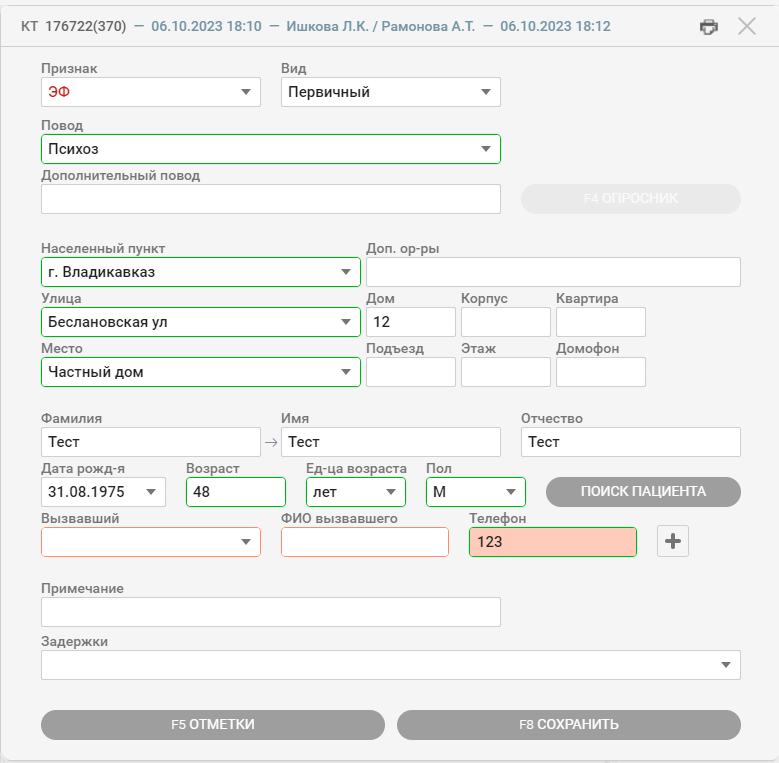 КТ 176722(370) — 06.10.2023 18:10 — Ишкова Л.К. / Рамонова А.Т. — 06.10.2023 18:12
Признак Вид
ЭФ Первичный
Повод
Психоз
Дополнительный повод
F4 ОПРОСНИК
Населенный пункт Доп. ор-ры
г. Владикавказ
Улица Дом Корпус Квартира
Беслановская ул 12
Место Подъезд Этаж Домофон
Частный дом
Фамилия Имя Отчество
Тест → Тест Тест
Дата рожд-я Возраст Ед-ца возраста Пол
31.08.1975 48 лет М ПОИСК ПАЦИЕНТА
Вызвавший ФИО вызвавшего Телефон
123
Примечание
Задержки
F5 ОТМЕТКИ F8 СОХРАНИТЬ